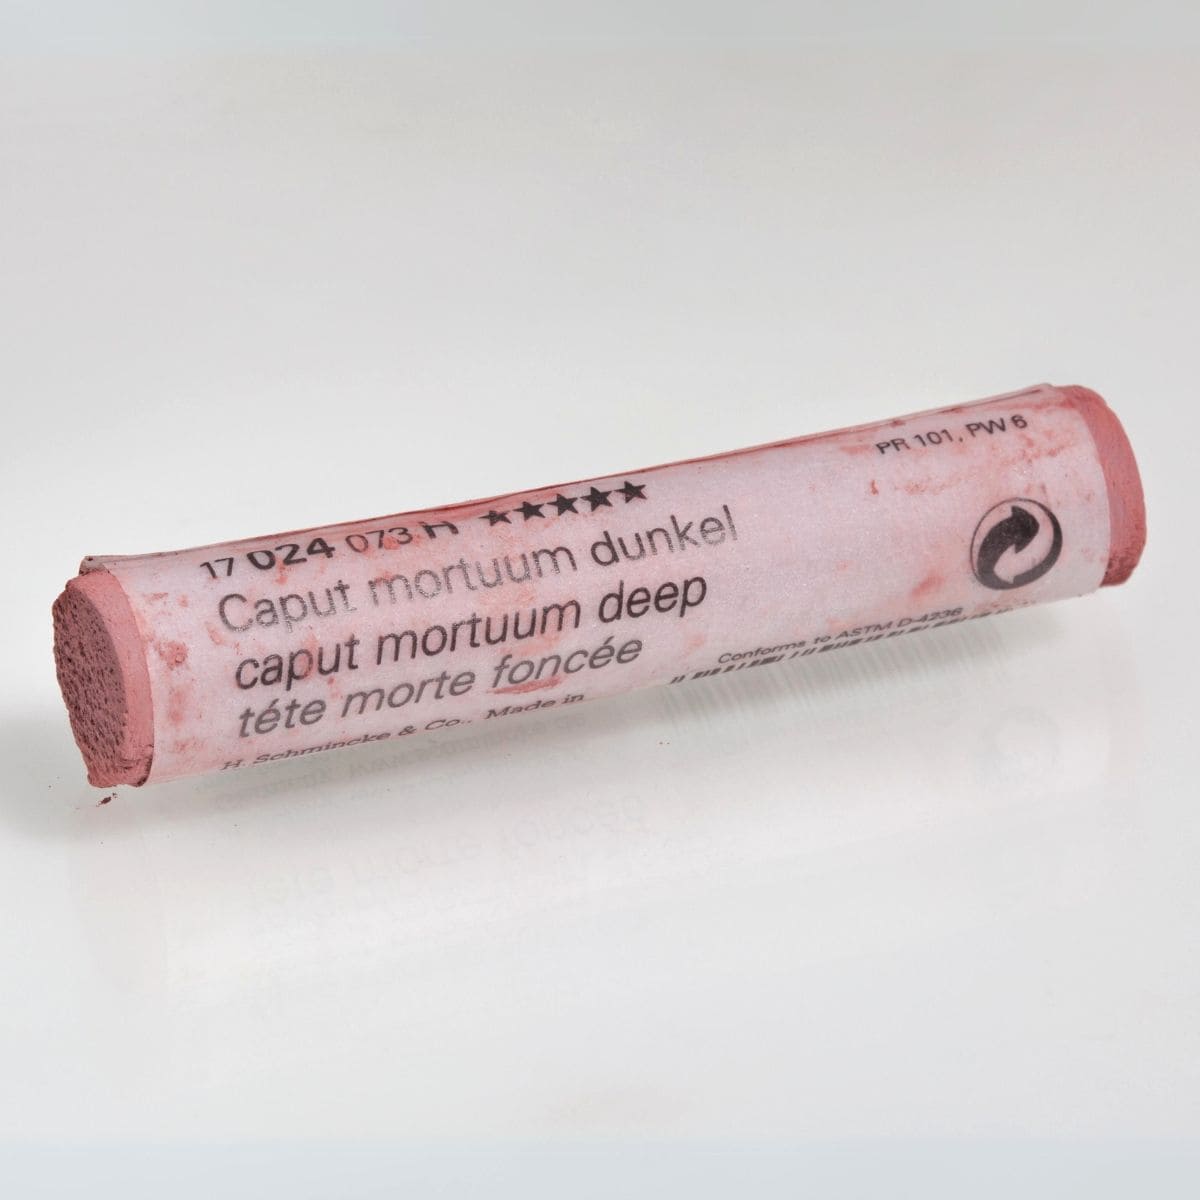 PR 101, PW 6
17 024 073 H ★★★★★
Caput mortuum dunkel
caput mortuum deep
téte morte foncée
H. Schmincke & Co., Made in
Conforms to ASTM D-4236